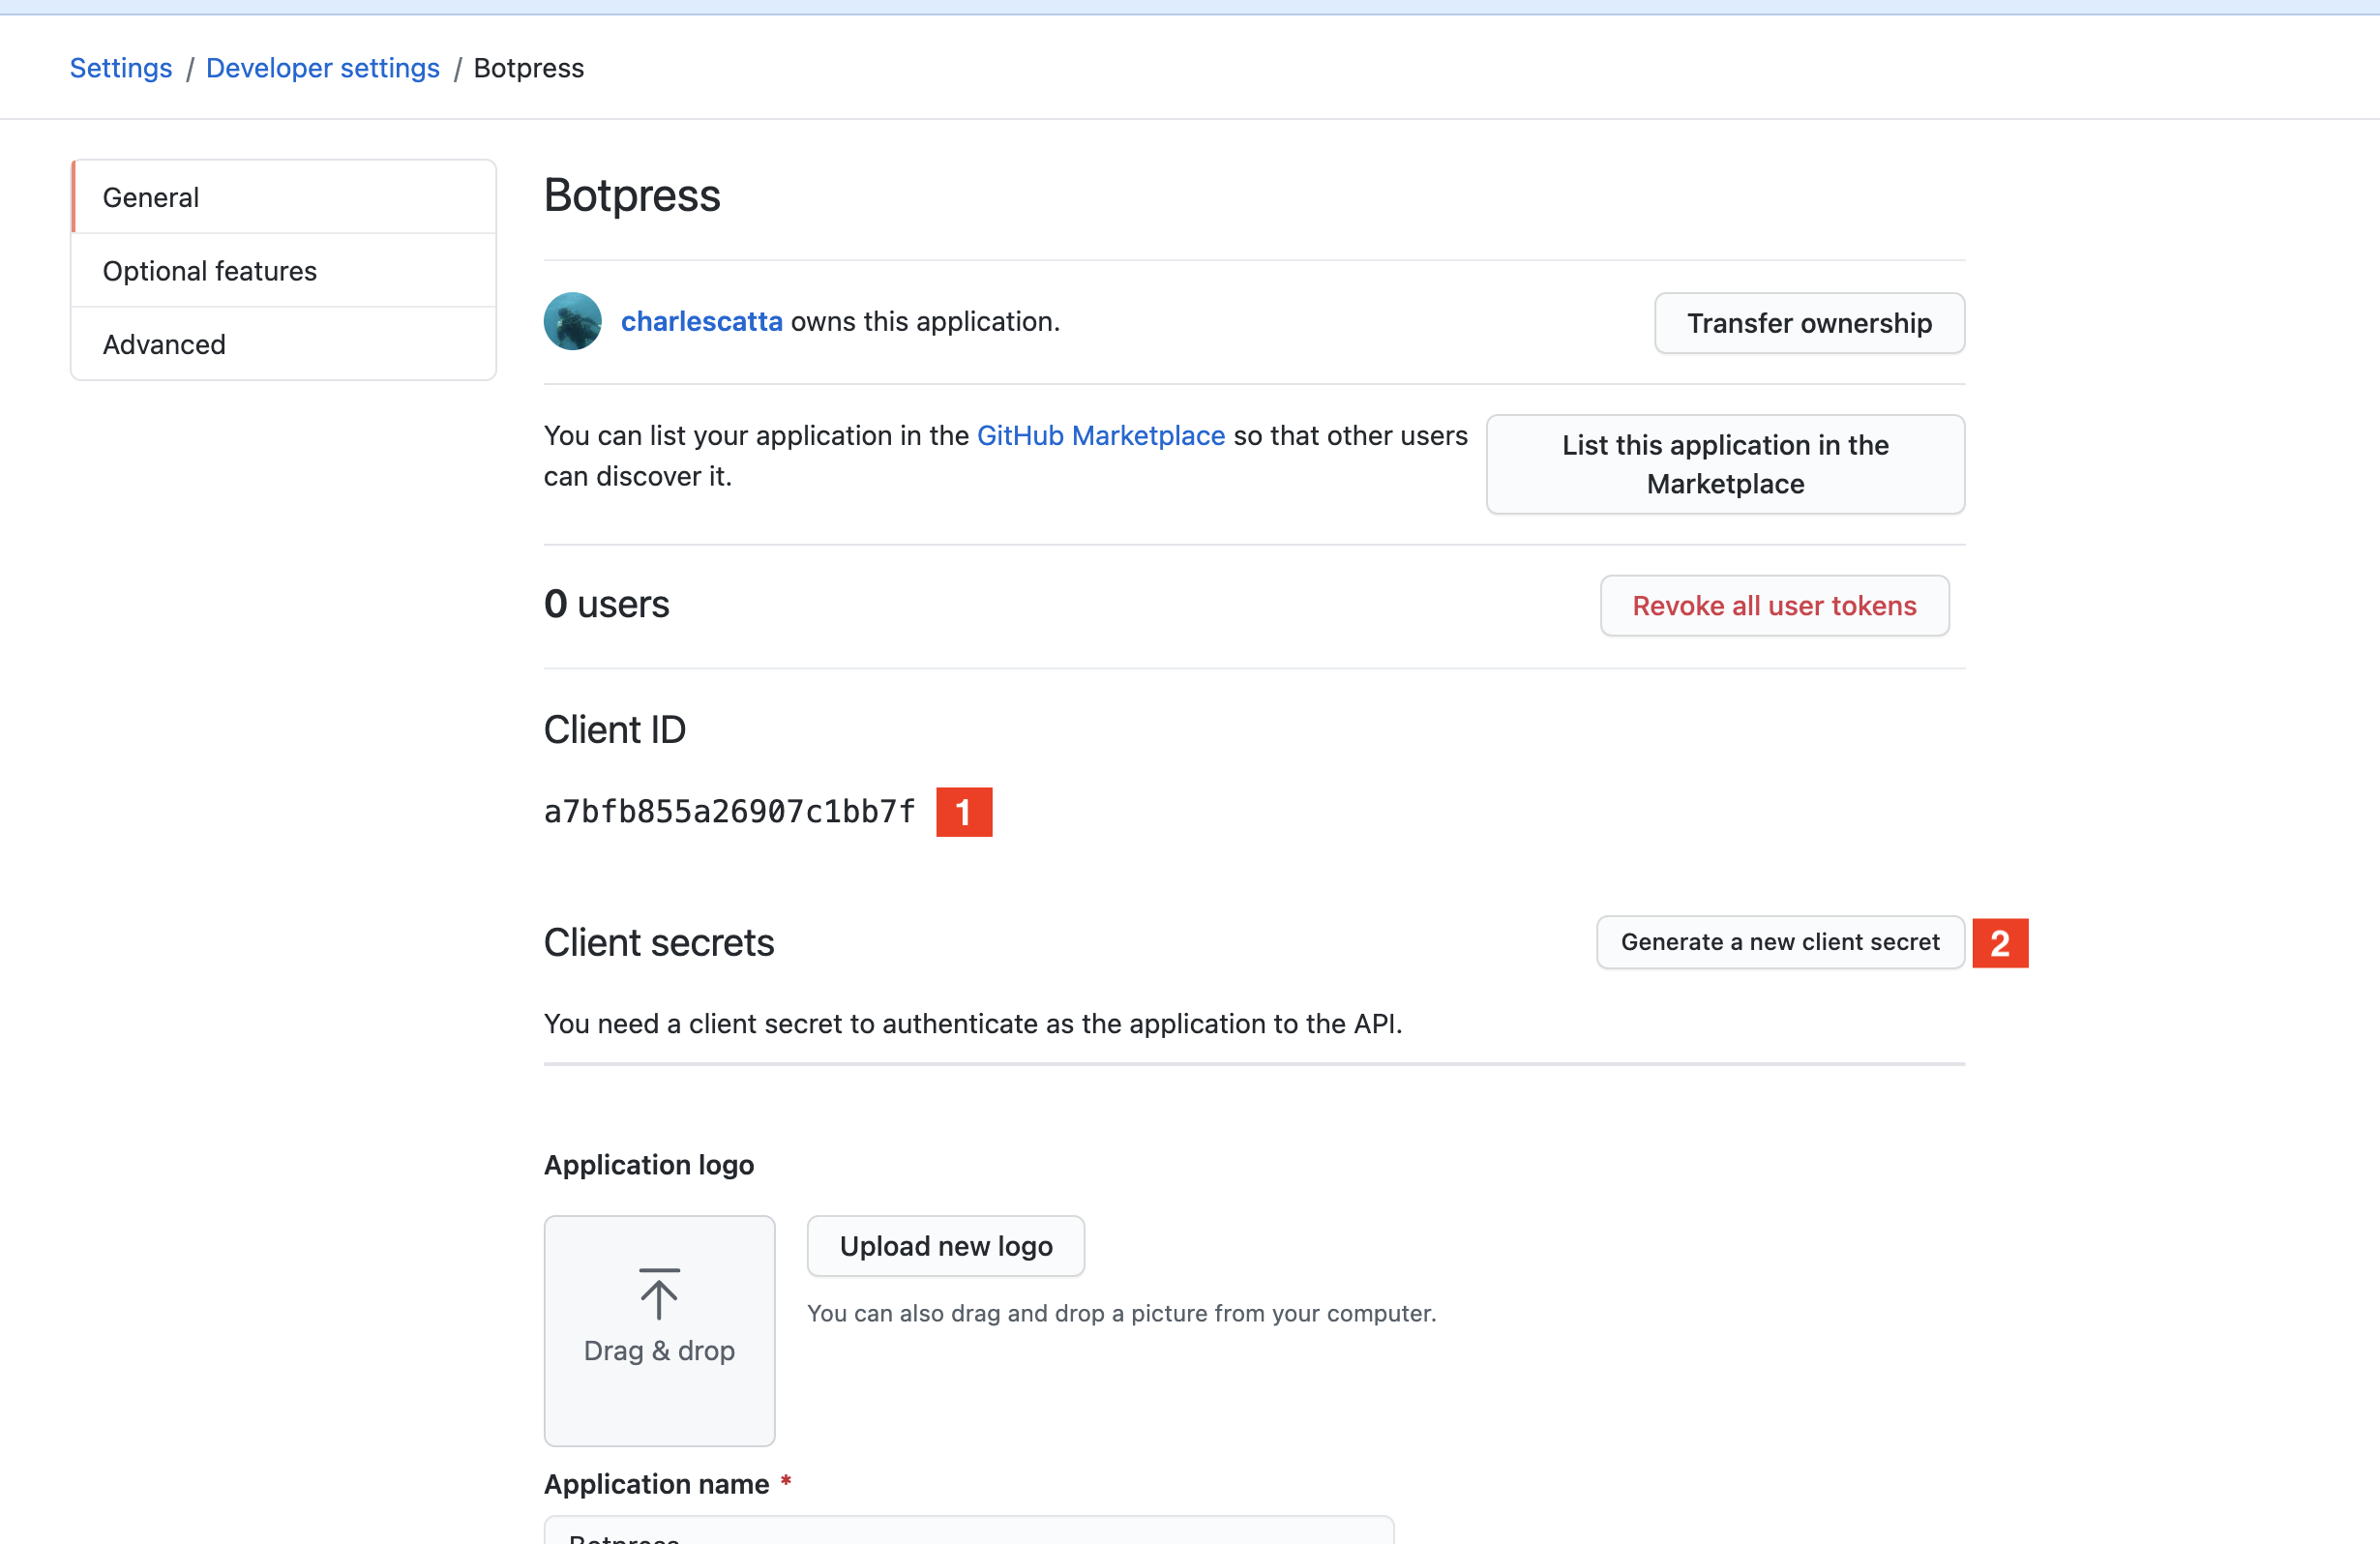 Settings / Developer settings / Botpress
General
Optional features
Advanced
Botpress
charlescatta owns this application.
Transfer ownership
You can list your application in the GitHub Marketplace so that other users
can discover it.
List this application in the
Marketplace
0 users
Revoke all user tokens
Client ID
a7bfb855a26907c1bb7f 1
Client secrets
Generate a new client secret 2
You need a client secret to authenticate as the application to the API.
Application logo
Drag & drop
Upload new logo
You can also drag and drop a picture from your computer.
Application name *
Botpress